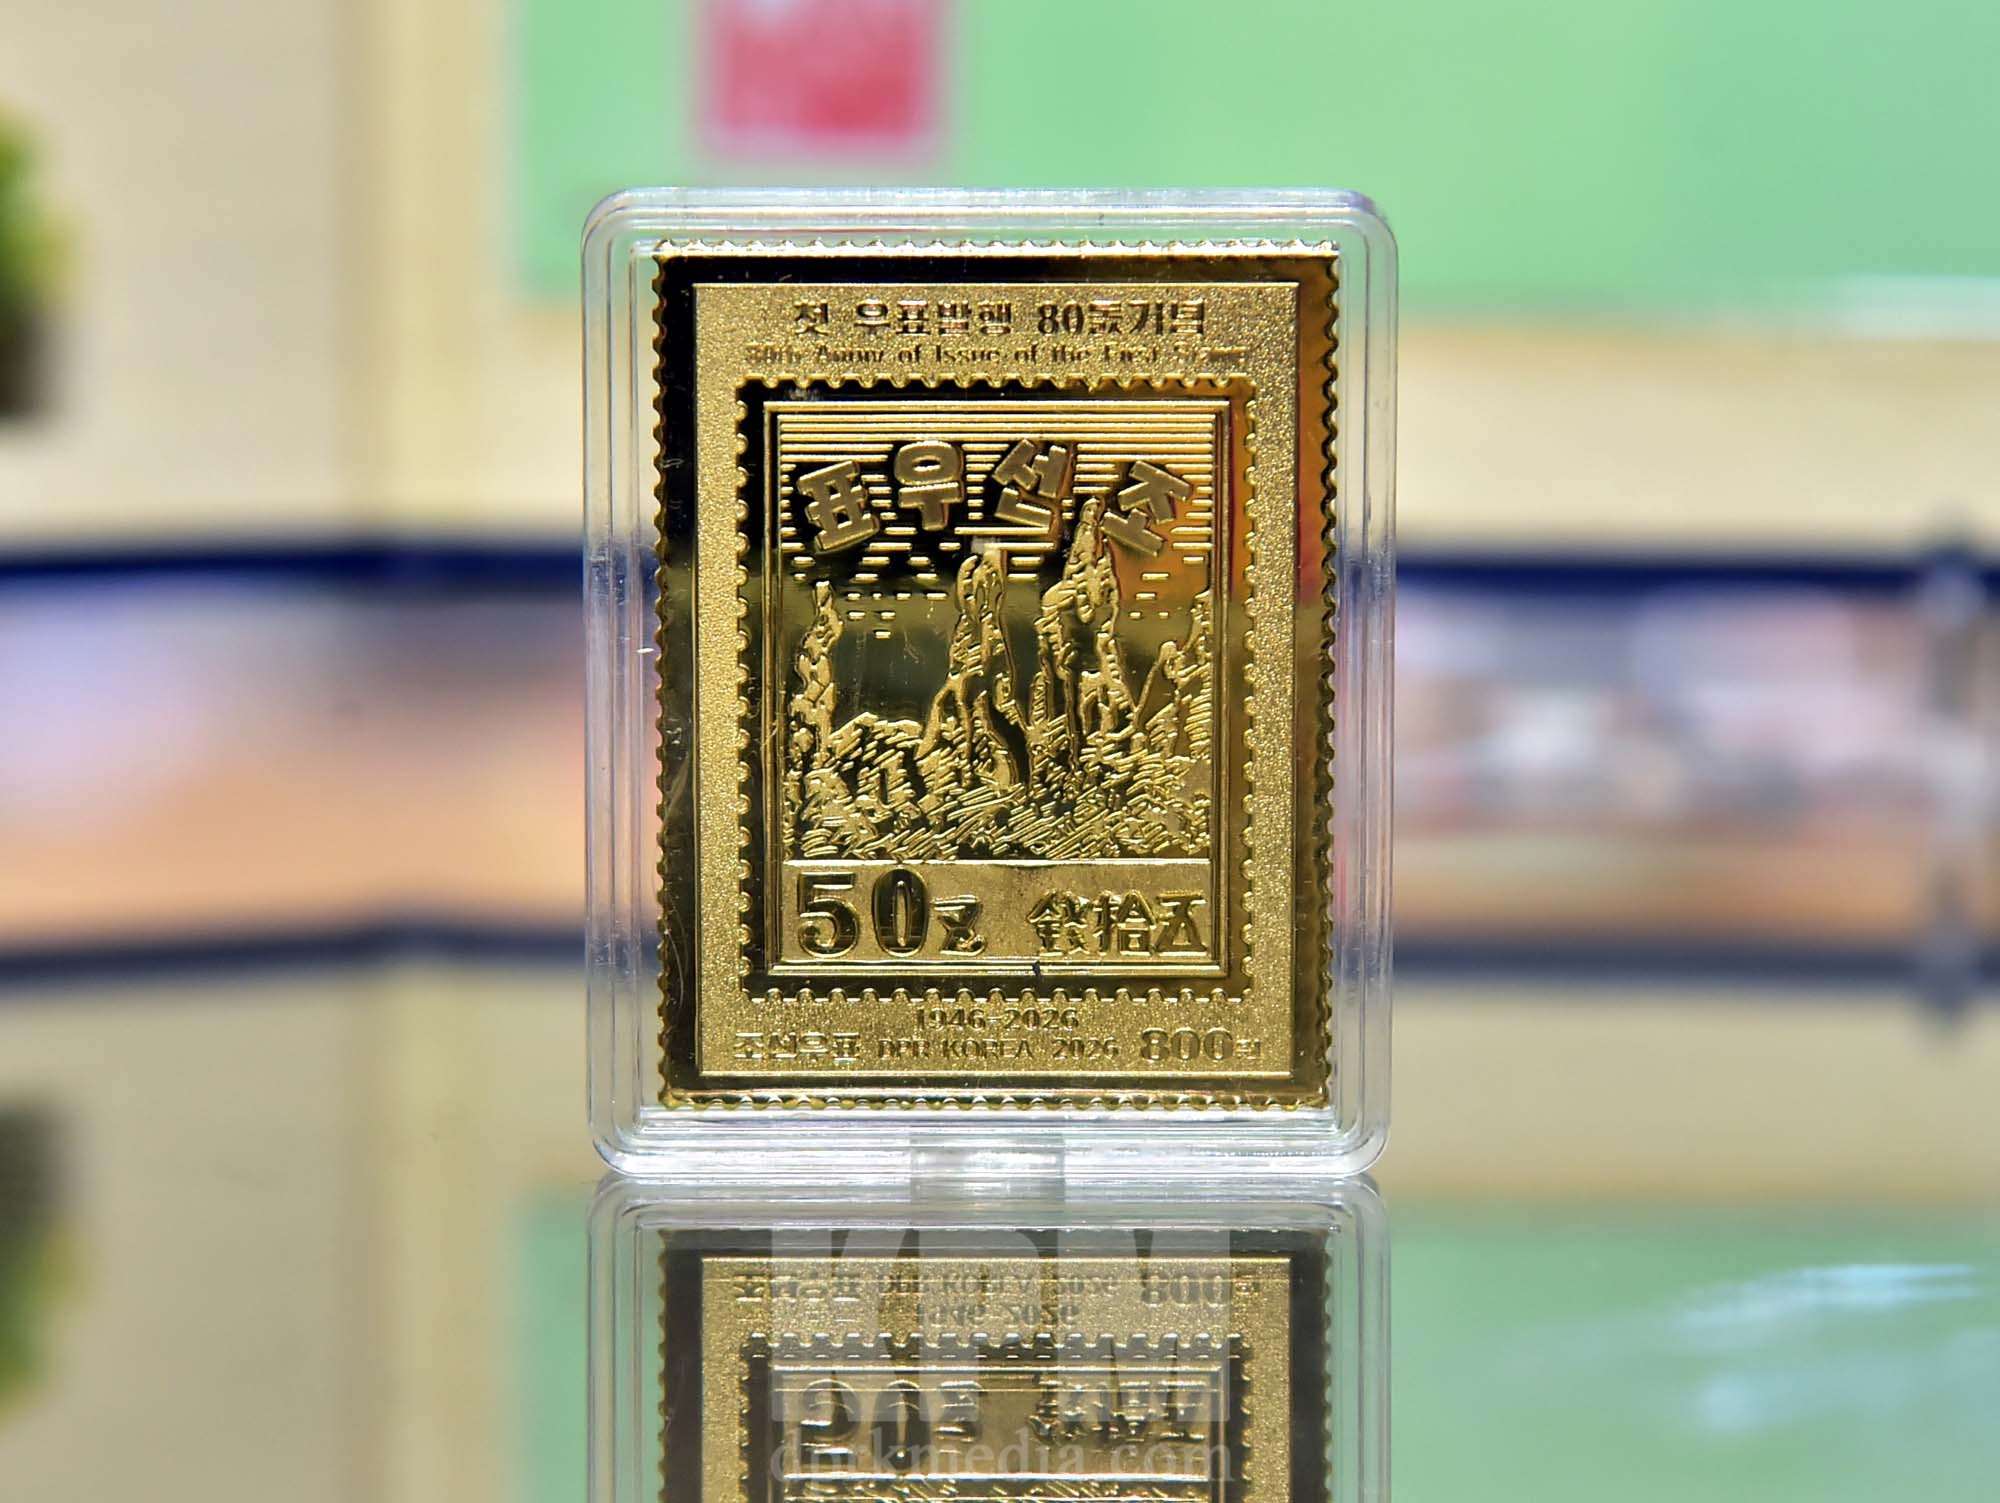 첫 우표발행 80돐기념
80th Anniv of Issue of the First Stamp
표우선조
50전 錢拾五
1946-2026
조선우표 DPR KOREA 2026 800원
KPM
dprkmedia.com